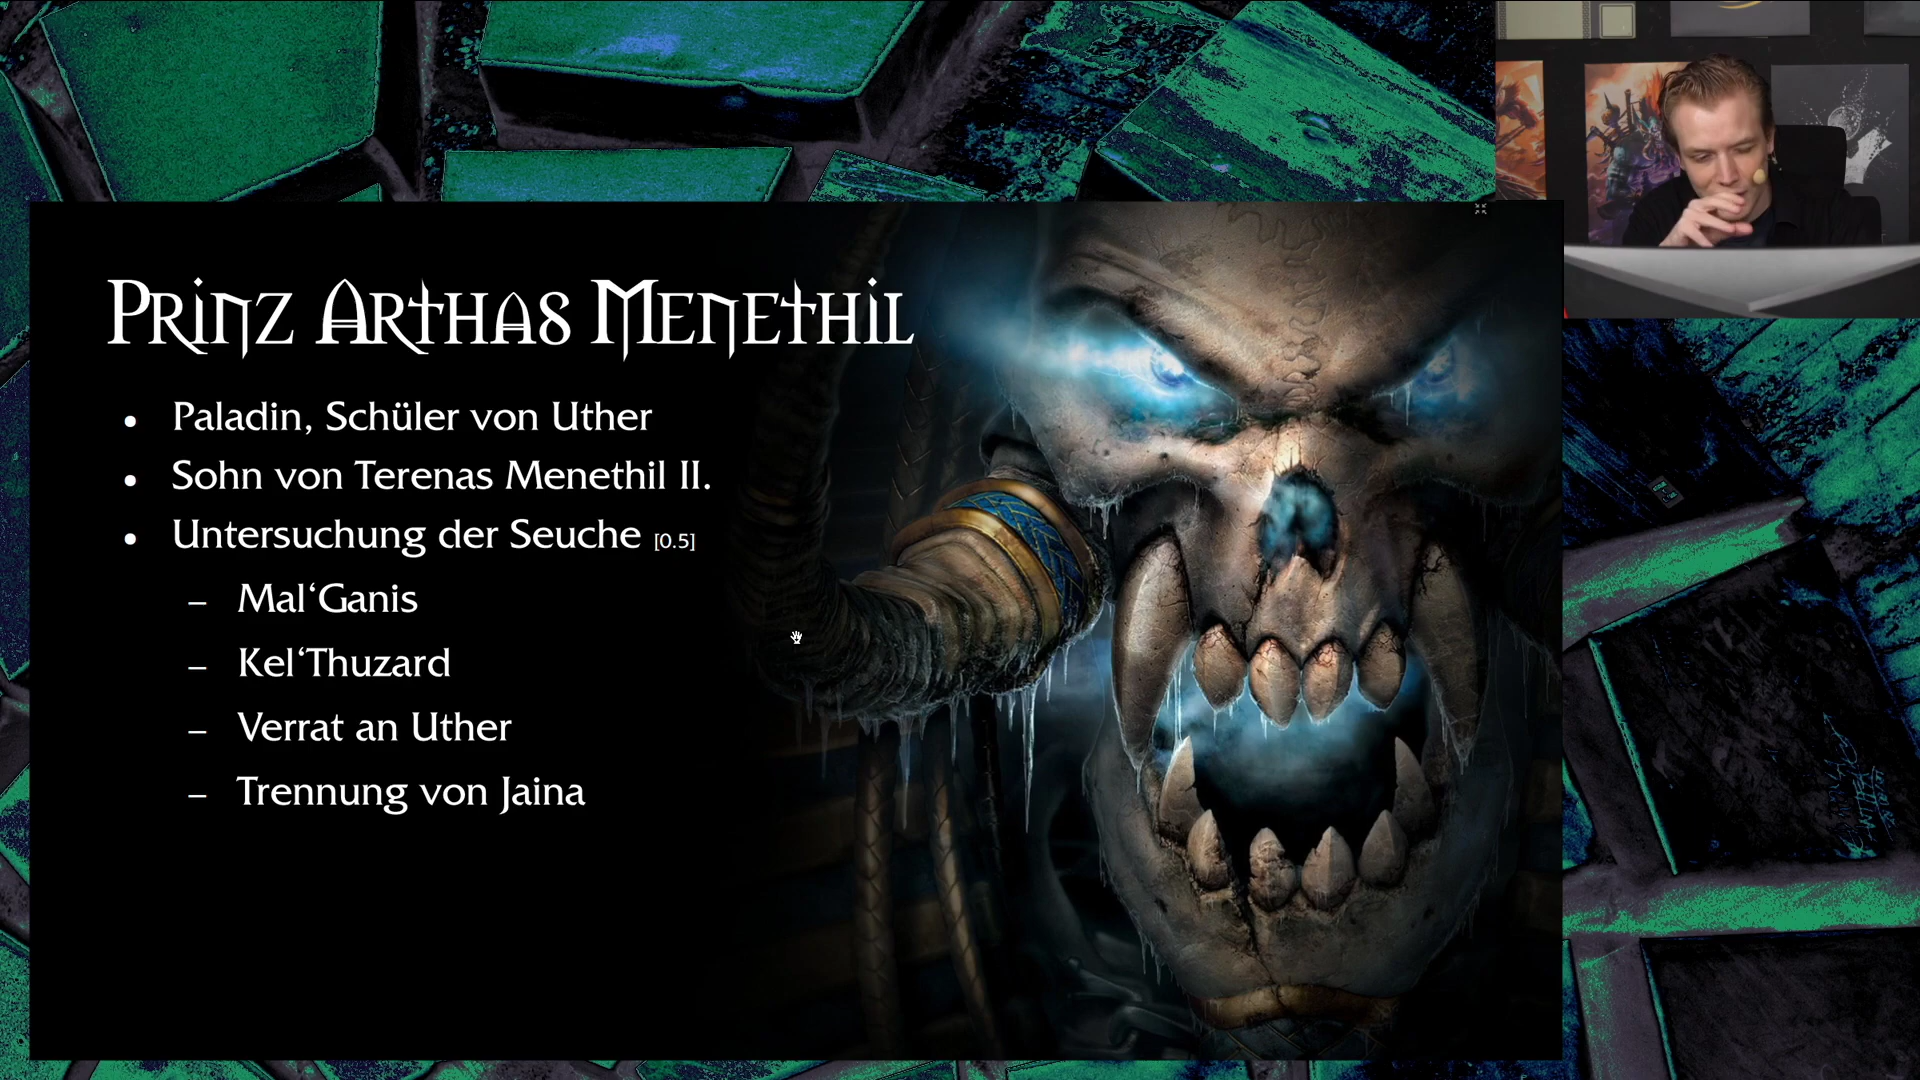 Prinz Arthas Menethil
• Paladin, Schüler von Uther
• Sohn von Terenas Menethil II.
• Untersuchung der Seuche [0.5]
– Mal‘Ganis
– Kel‘Thuzard
– Verrat an Uther
– Trennung von Jaina